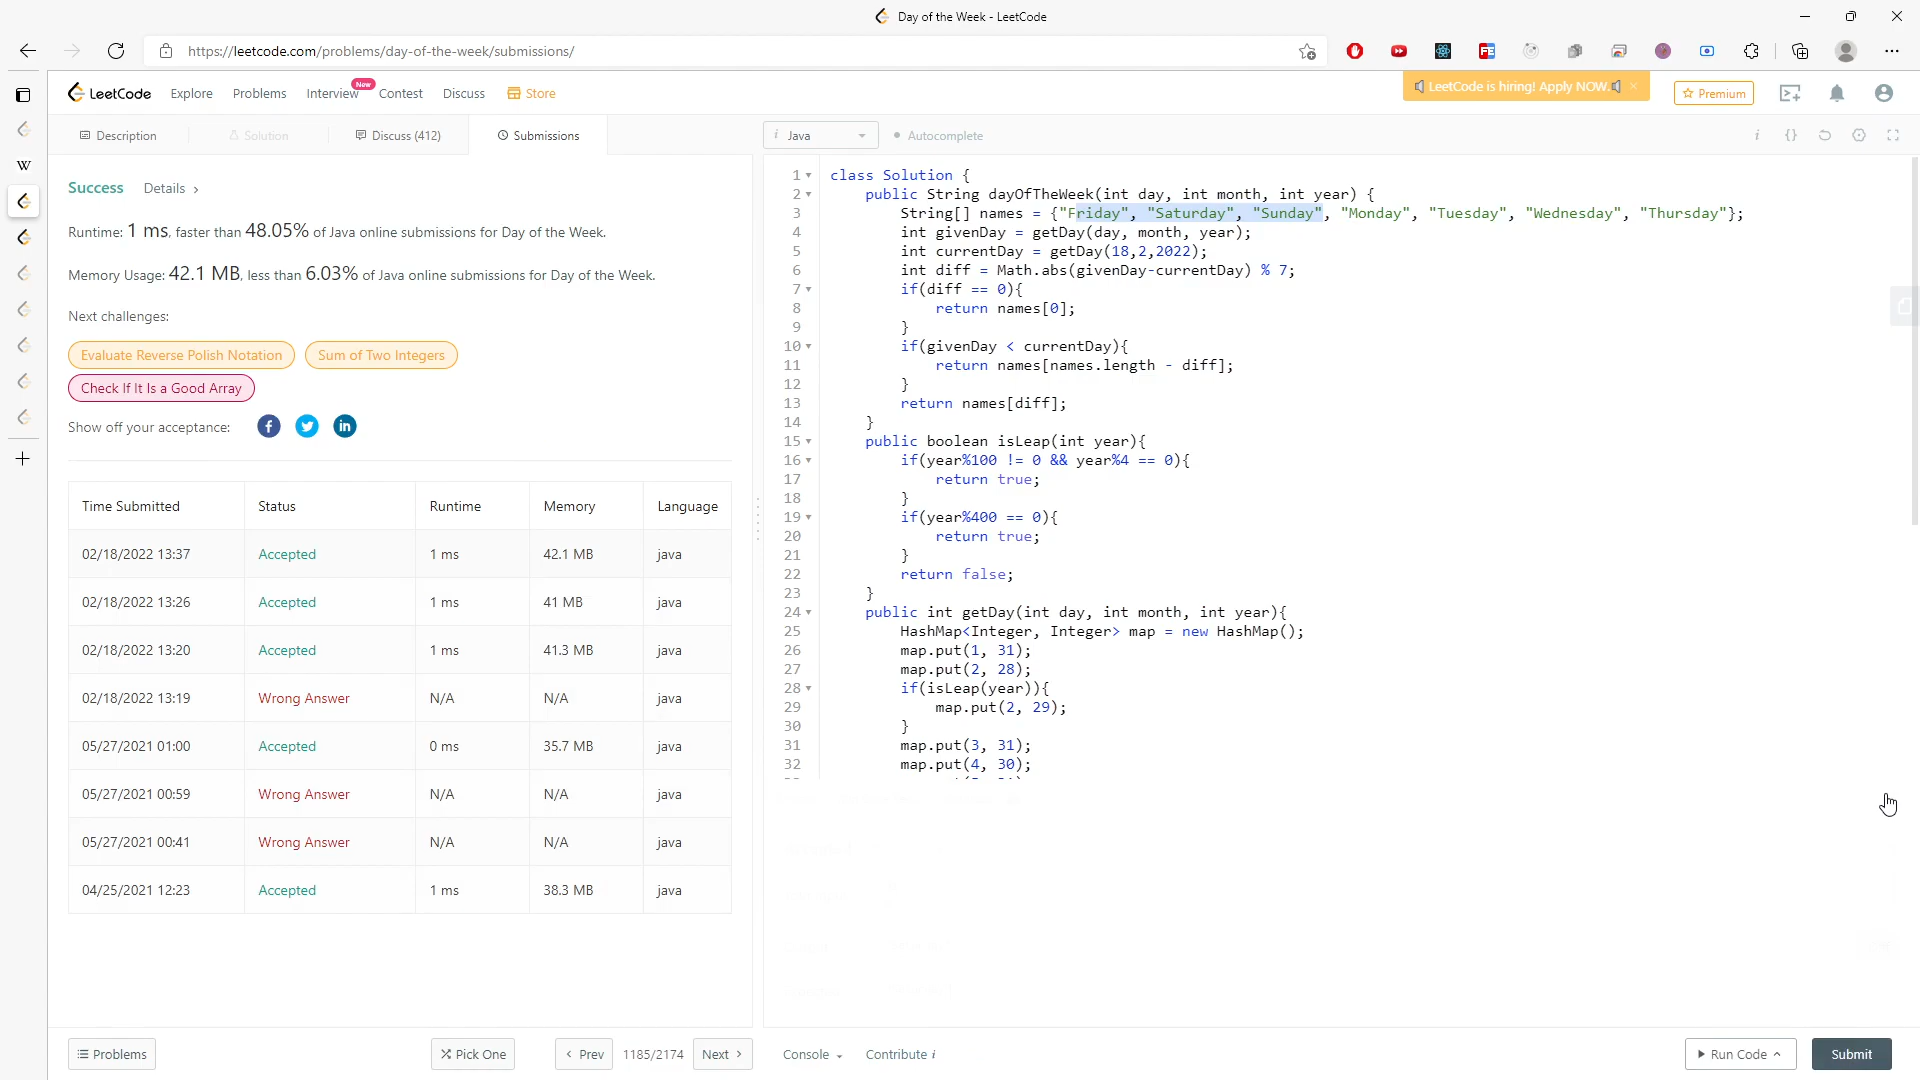 Day of the Week - LeetCode
https://leetcode.com/problems/day-of-the-week/submissions/
LeetCode Explore Problems Interview New Contest Discuss Store
LeetCode is hiring! Apply NOW. ×
Premium
Description Solution Discuss (412) Submissions
i Java Autocomplete
i {}
W
FE
Success Details >
Runtime: 1 ms, faster than 48.05% of Java online submissions for Day of the Week.
Memory Usage: 42.1 MB, less than 6.03% of Java online submissions for Day of the Week.
Next challenges:
Evaluate Reverse Polish Notation Sum of Two Integers
Check If It Is a Good Array
Show off your acceptance:
Time Submitted Status Runtime Memory Language
02/18/2022 13:37 Accepted 1 ms 42.1 MB java
02/18/2022 13:26 Accepted 1 ms 41 MB java
02/18/2022 13:20 Accepted 1 ms 41.3 MB java
02/18/2022 13:19 Wrong Answer N/A N/A java
05/27/2021 01:00 Accepted 0 ms 35.7 MB java
05/27/2021 00:59 Wrong Answer N/A N/A java
05/27/2021 00:41 Wrong Answer N/A N/A java
04/25/2021 12:23 Accepted 1 ms 38.3 MB java
1 class Solution {
2 public String dayOfTheWeek(int day, int month, int year) {
3 String[] names = {"Friday", "Saturday", "Sunday", "Monday", "Tuesday", "Wednesday", "Thursday"};
4 int givenDay = getDay(day, month, year);
5 int currentDay = getDay(18,2,2022);
6 int diff = Math.abs(givenDay-currentDay) % 7;
7 if(diff == 0){
8 return names[0];
9 }
10 if(givenDay < currentDay){
11 return names[names.length - diff];
12 }
13 return names[diff];
14 }
15 public boolean isLeap(int year){
16 if(year%100 != 0 && year%4 == 0){
17 return true;
18 }
19 if(year%400 == 0){
20 return true;
21 }
22 return false;
23 }
24 public int getDay(int day, int month, int year){
25 HashMap<Integer, Integer> map = new HashMap();
26 map.put(1, 31);
27 map.put(2, 28);
28 if(isLeap(year)){
29 map.put(2, 29);
30 }
31 map.put(3, 31);
32 map.put(4, 30);
Problems Pick One < Prev 1185/2174 Next > Console Contribute i Run Code Submit